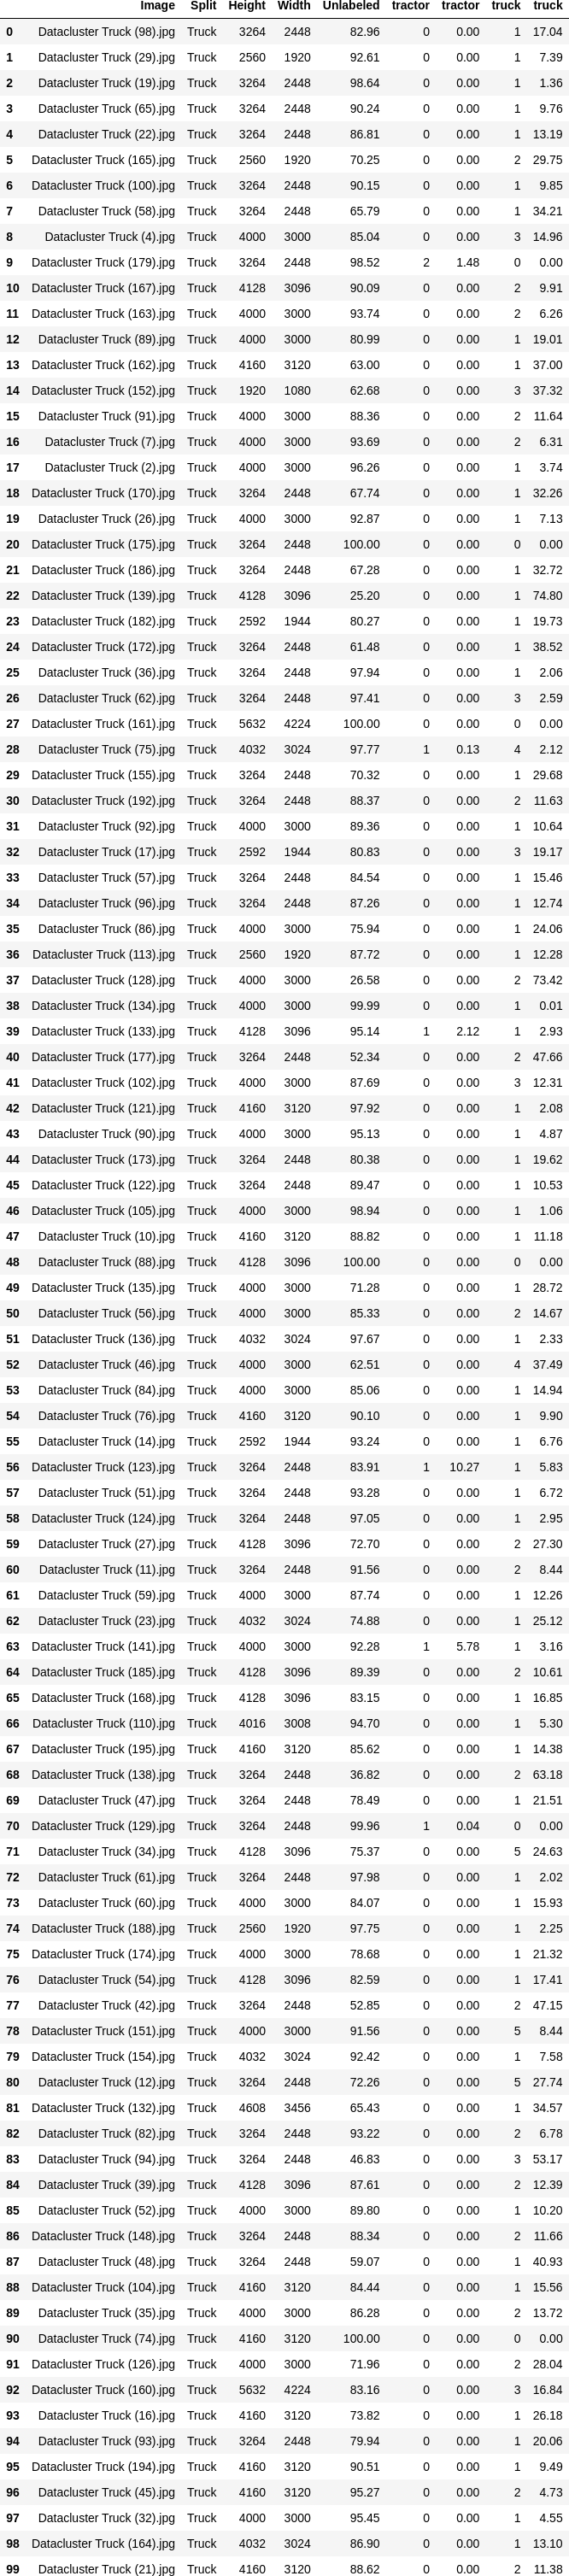 Image Split Height Width Unlabeled tractor tractor truck truck
0 Datacluster Truck (98).jpg Truck 3264 2448 82.96 0 0.00 1 17.04
1 Datacluster Truck (29).jpg Truck 2560 1920 92.61 0 0.00 1 7.39
2 Datacluster Truck (19).jpg Truck 3264 2448 98.64 0 0.00 1 1.36
3 Datacluster Truck (65).jpg Truck 3264 2448 90.24 0 0.00 1 9.76
4 Datacluster Truck (22).jpg Truck 3264 2448 86.81 0 0.00 1 13.19
5 Datacluster Truck (165).jpg Truck 2560 1920 70.25 0 0.00 2 29.75
6 Datacluster Truck (100).jpg Truck 3264 2448 90.15 0 0.00 1 9.85
7 Datacluster Truck (58).jpg Truck 3264 2448 65.79 0 0.00 1 34.21
8 Datacluster Truck (4).jpg Truck 4000 3000 85.04 0 0.00 3 14.96
9 Datacluster Truck (179).jpg Truck 3264 2448 98.52 2 1.48 0 0.00
10 Datacluster Truck (167).jpg Truck 4128 3096 90.09 0 0.00 2 9.91
11 Datacluster Truck (163).jpg Truck 4000 3000 93.74 0 0.00 2 6.26
12 Datacluster Truck (89).jpg Truck 4000 3000 80.99 0 0.00 1 19.01
13 Datacluster Truck (162).jpg Truck 4160 3120 63.00 0 0.00 1 37.00
14 Datacluster Truck (152).jpg Truck 1920 1080 62.68 0 0.00 3 37.32
15 Datacluster Truck (91).jpg Truck 4000 3000 88.36 0 0.00 2 11.64
16 Datacluster Truck (7).jpg Truck 4000 3000 93.69 0 0.00 2 6.31
17 Datacluster Truck (2).jpg Truck 4000 3000 96.26 0 0.00 1 3.74
18 Datacluster Truck (170).jpg Truck 3264 2448 67.74 0 0.00 1 32.26
19 Datacluster Truck (26).jpg Truck 4000 3000 92.87 0 0.00 1 7.13
20 Datacluster Truck (175).jpg Truck 3264 2448 100.00 0 0.00 0 0.00
21 Datacluster Truck (186).jpg Truck 3264 2448 67.28 0 0.00 1 32.72
22 Datacluster Truck (139).jpg Truck 4128 3096 25.20 0 0.00 1 74.80
23 Datacluster Truck (182).jpg Truck 2592 1944 80.27 0 0.00 1 19.73
24 Datacluster Truck (172).jpg Truck 3264 2448 61.48 0 0.00 1 38.52
25 Datacluster Truck (36).jpg Truck 3264 2448 97.94 0 0.00 1 2.06
26 Datacluster Truck (62).jpg Truck 3264 2448 97.41 0 0.00 3 2.59
27 Datacluster Truck (161).jpg Truck 5632 4224 100.00 0 0.00 0 0.00
28 Datacluster Truck (75).jpg Truck 4032 3024 97.77 1 0.13 4 2.12
29 Datacluster Truck (155).jpg Truck 3264 2448 70.32 0 0.00 1 29.68
30 Datacluster Truck (192).jpg Truck 3264 2448 88.37 0 0.00 2 11.63
31 Datacluster Truck (92).jpg Truck 4000 3000 89.36 0 0.00 1 10.64
32 Datacluster Truck (17).jpg Truck 2592 1944 80.83 0 0.00 3 19.17
33 Datacluster Truck (57).jpg Truck 3264 2448 84.54 0 0.00 1 15.46
34 Datacluster Truck (96).jpg Truck 3264 2448 87.26 0 0.00 1 12.74
35 Datacluster Truck (86).jpg Truck 4000 3000 75.94 0 0.00 1 24.06
36 Datacluster Truck (113).jpg Truck 2560 1920 87.72 0 0.00 1 12.28
37 Datacluster Truck (128).jpg Truck 4000 3000 26.58 0 0.00 2 73.42
38 Datacluster Truck (134).jpg Truck 4000 3000 99.99 0 0.00 1 0.01
39 Datacluster Truck (133).jpg Truck 4128 3096 95.14 1 2.12 1 2.93
40 Datacluster Truck (177).jpg Truck 3264 2448 52.34 0 0.00 2 47.66
41 Datacluster Truck (102).jpg Truck 4000 3000 87.69 0 0.00 3 12.31
42 Datacluster Truck (121).jpg Truck 4160 3120 97.92 0 0.00 1 2.08
43 Datacluster Truck (90).jpg Truck 4000 3000 95.13 0 0.00 1 4.87
44 Datacluster Truck (173).jpg Truck 3264 2448 80.38 0 0.00 1 19.62
45 Datacluster Truck (122).jpg Truck 3264 2448 89.47 0 0.00 1 10.53
46 Datacluster Truck (105).jpg Truck 4000 3000 98.94 0 0.00 1 1.06
47 Datacluster Truck (10).jpg Truck 4160 3120 88.82 0 0.00 1 11.18
48 Datacluster Truck (88).jpg Truck 4128 3096 100.00 0 0.00 0 0.00
49 Datacluster Truck (135).jpg Truck 4000 3000 71.28 0 0.00 1 28.72
50 Datacluster Truck (56).jpg Truck 4000 3000 85.33 0 0.00 2 14.67
51 Datacluster Truck (136).jpg Truck 4032 3024 97.67 0 0.00 1 2.33
52 Datacluster Truck (46).jpg Truck 4000 3000 62.51 0 0.00 4 37.49
53 Datacluster Truck (84).jpg Truck 4000 3000 85.06 0 0.00 1 14.94
54 Datacluster Truck (76).jpg Truck 4160 3120 90.10 0 0.00 1 9.90
55 Datacluster Truck (14).jpg Truck 2592 1944 93.24 0 0.00 1 6.76
56 Datacluster Truck (123).jpg Truck 3264 2448 83.91 1 10.27 1 5.83
57 Datacluster Truck (51).jpg Truck 3264 2448 93.28 0 0.00 1 6.72
58 Datacluster Truck (124).jpg Truck 3264 2448 97.05 0 0.00 1 2.95
59 Datacluster Truck (27).jpg Truck 4128 3096 72.70 0 0.00 2 27.30
60 Datacluster Truck (11).jpg Truck 3264 2448 91.56 0 0.00 2 8.44
61 Datacluster Truck (59).jpg Truck 4000 3000 87.74 0 0.00 1 12.26
62 Datacluster Truck (23).jpg Truck 4032 3024 74.88 0 0.00 1 25.12
63 Datacluster Truck (141).jpg Truck 4000 3000 92.28 1 5.78 1 3.16
64 Datacluster Truck (185).jpg Truck 4128 3096 89.39 0 0.00 2 10.61
65 Datacluster Truck (168).jpg Truck 4128 3096 83.15 0 0.00 1 16.85
66 Datacluster Truck (110).jpg Truck 4016 3008 94.70 0 0.00 1 5.30
67 Datacluster Truck (195).jpg Truck 4160 3120 85.62 0 0.00 1 14.38
68 Datacluster Truck (138).jpg Truck 3264 2448 36.82 0 0.00 2 63.18
69 Datacluster Truck (47).jpg Truck 3264 2448 78.49 0 0.00 1 21.51
70 Datacluster Truck (129).jpg Truck 3264 2448 99.96 1 0.04 0 0.00
71 Datacluster Truck (34).jpg Truck 4128 3096 75.37 0 0.00 5 24.63
72 Datacluster Truck (61).jpg Truck 3264 2448 97.98 0 0.00 1 2.02
73 Datacluster Truck (60).jpg Truck 4000 3000 84.07 0 0.00 1 15.93
74 Datacluster Truck (188).jpg Truck 2560 1920 97.75 0 0.00 1 2.25
75 Datacluster Truck (174).jpg Truck 4000 3000 78.68 0 0.00 1 21.32
76 Datacluster Truck (54).jpg Truck 4128 3096 82.59 0 0.00 1 17.41
77 Datacluster Truck (42).jpg Truck 3264 2448 52.85 0 0.00 2 47.15
78 Datacluster Truck (151).jpg Truck 4000 3000 91.56 0 0.00 5 8.44
79 Datacluster Truck (154).jpg Truck 4032 3024 92.42 0 0.00 1 7.58
80 Datacluster Truck (12).jpg Truck 3264 2448 72.26 0 0.00 5 27.74
81 Datacluster Truck (132).jpg Truck 4608 3456 65.43 0 0.00 1 34.57
82 Datacluster Truck (82).jpg Truck 3264 2448 93.22 0 0.00 2 6.78
83 Datacluster Truck (94).jpg Truck 3264 2448 46.83 0 0.00 3 53.17
84 Datacluster Truck (39).jpg Truck 4128 3096 87.61 0 0.00 2 12.39
85 Datacluster Truck (52).jpg Truck 4000 3000 89.80 0 0.00 1 10.20
86 Datacluster Truck (148).jpg Truck 3264 2448 88.34 0 0.00 2 11.66
87 Datacluster Truck (48).jpg Truck 3264 2448 59.07 0 0.00 1 40.93
88 Datacluster Truck (104).jpg Truck 4160 3120 84.44 0 0.00 1 15.56
89 Datacluster Truck (35).jpg Truck 4000 3000 86.28 0 0.00 2 13.72
90 Datacluster Truck (74).jpg Truck 4160 3120 100.00 0 0.00 0 0.00
91 Datacluster Truck (126).jpg Truck 4000 3000 71.96 0 0.00 2 28.04
92 Datacluster Truck (160).jpg Truck 5632 4224 83.16 0 0.00 3 16.84
93 Datacluster Truck (16).jpg Truck 4160 3120 73.82 0 0.00 1 26.18
94 Datacluster Truck (93).jpg Truck 3264 2448 79.94 0 0.00 1 20.06
95 Datacluster Truck (194).jpg Truck 4160 3120 90.51 0 0.00 1 9.49
96 Datacluster Truck (45).jpg Truck 4160 3120 95.27 0 0.00 2 4.73
97 Datacluster Truck (32).jpg Truck 4000 3000 95.45 0 0.00 1 4.55
98 Datacluster Truck (164).jpg Truck 4032 3024 86.90 0 0.00 1 13.10
99 Datacluster Truck (21).jpg Truck 4160 3120 88.62 0 0.00 2 11.38